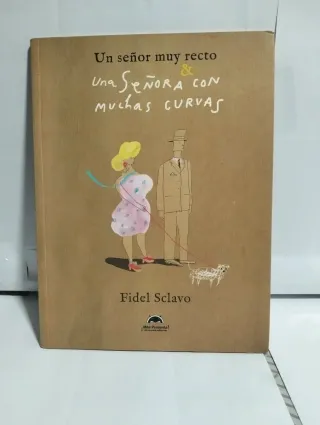 Un señor muy recto
&
una SeÑORA CON
MUCHAS CURVAS
Fidel Sclavo